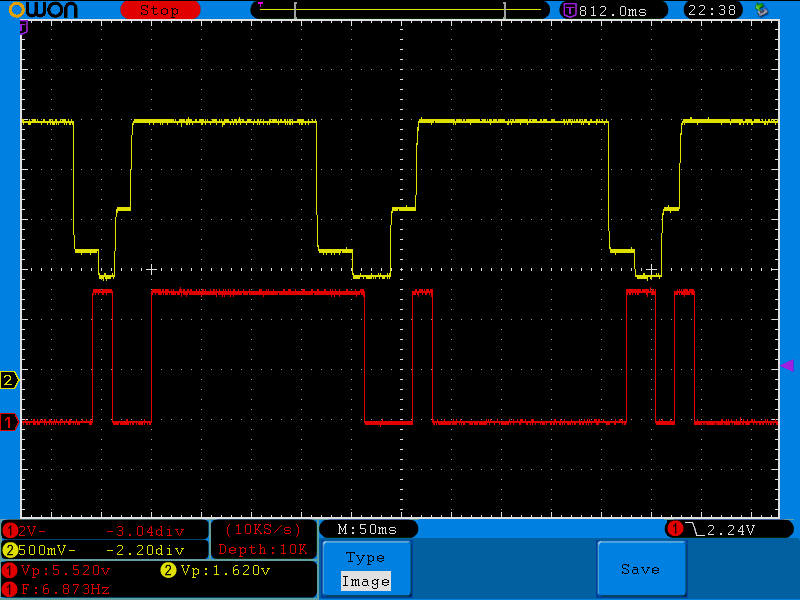 OWON
Stop
T
T 812.0ms
22:38
T
2
1
1 2V- -3.04div
2 500mV- -2.20div
(10KS/s)
Depth:10K
M:50ms
1 2.24V
1 Vp:5.520v
2 Vp:1.620v
1 F:6.873Hz
Type
Image
Save